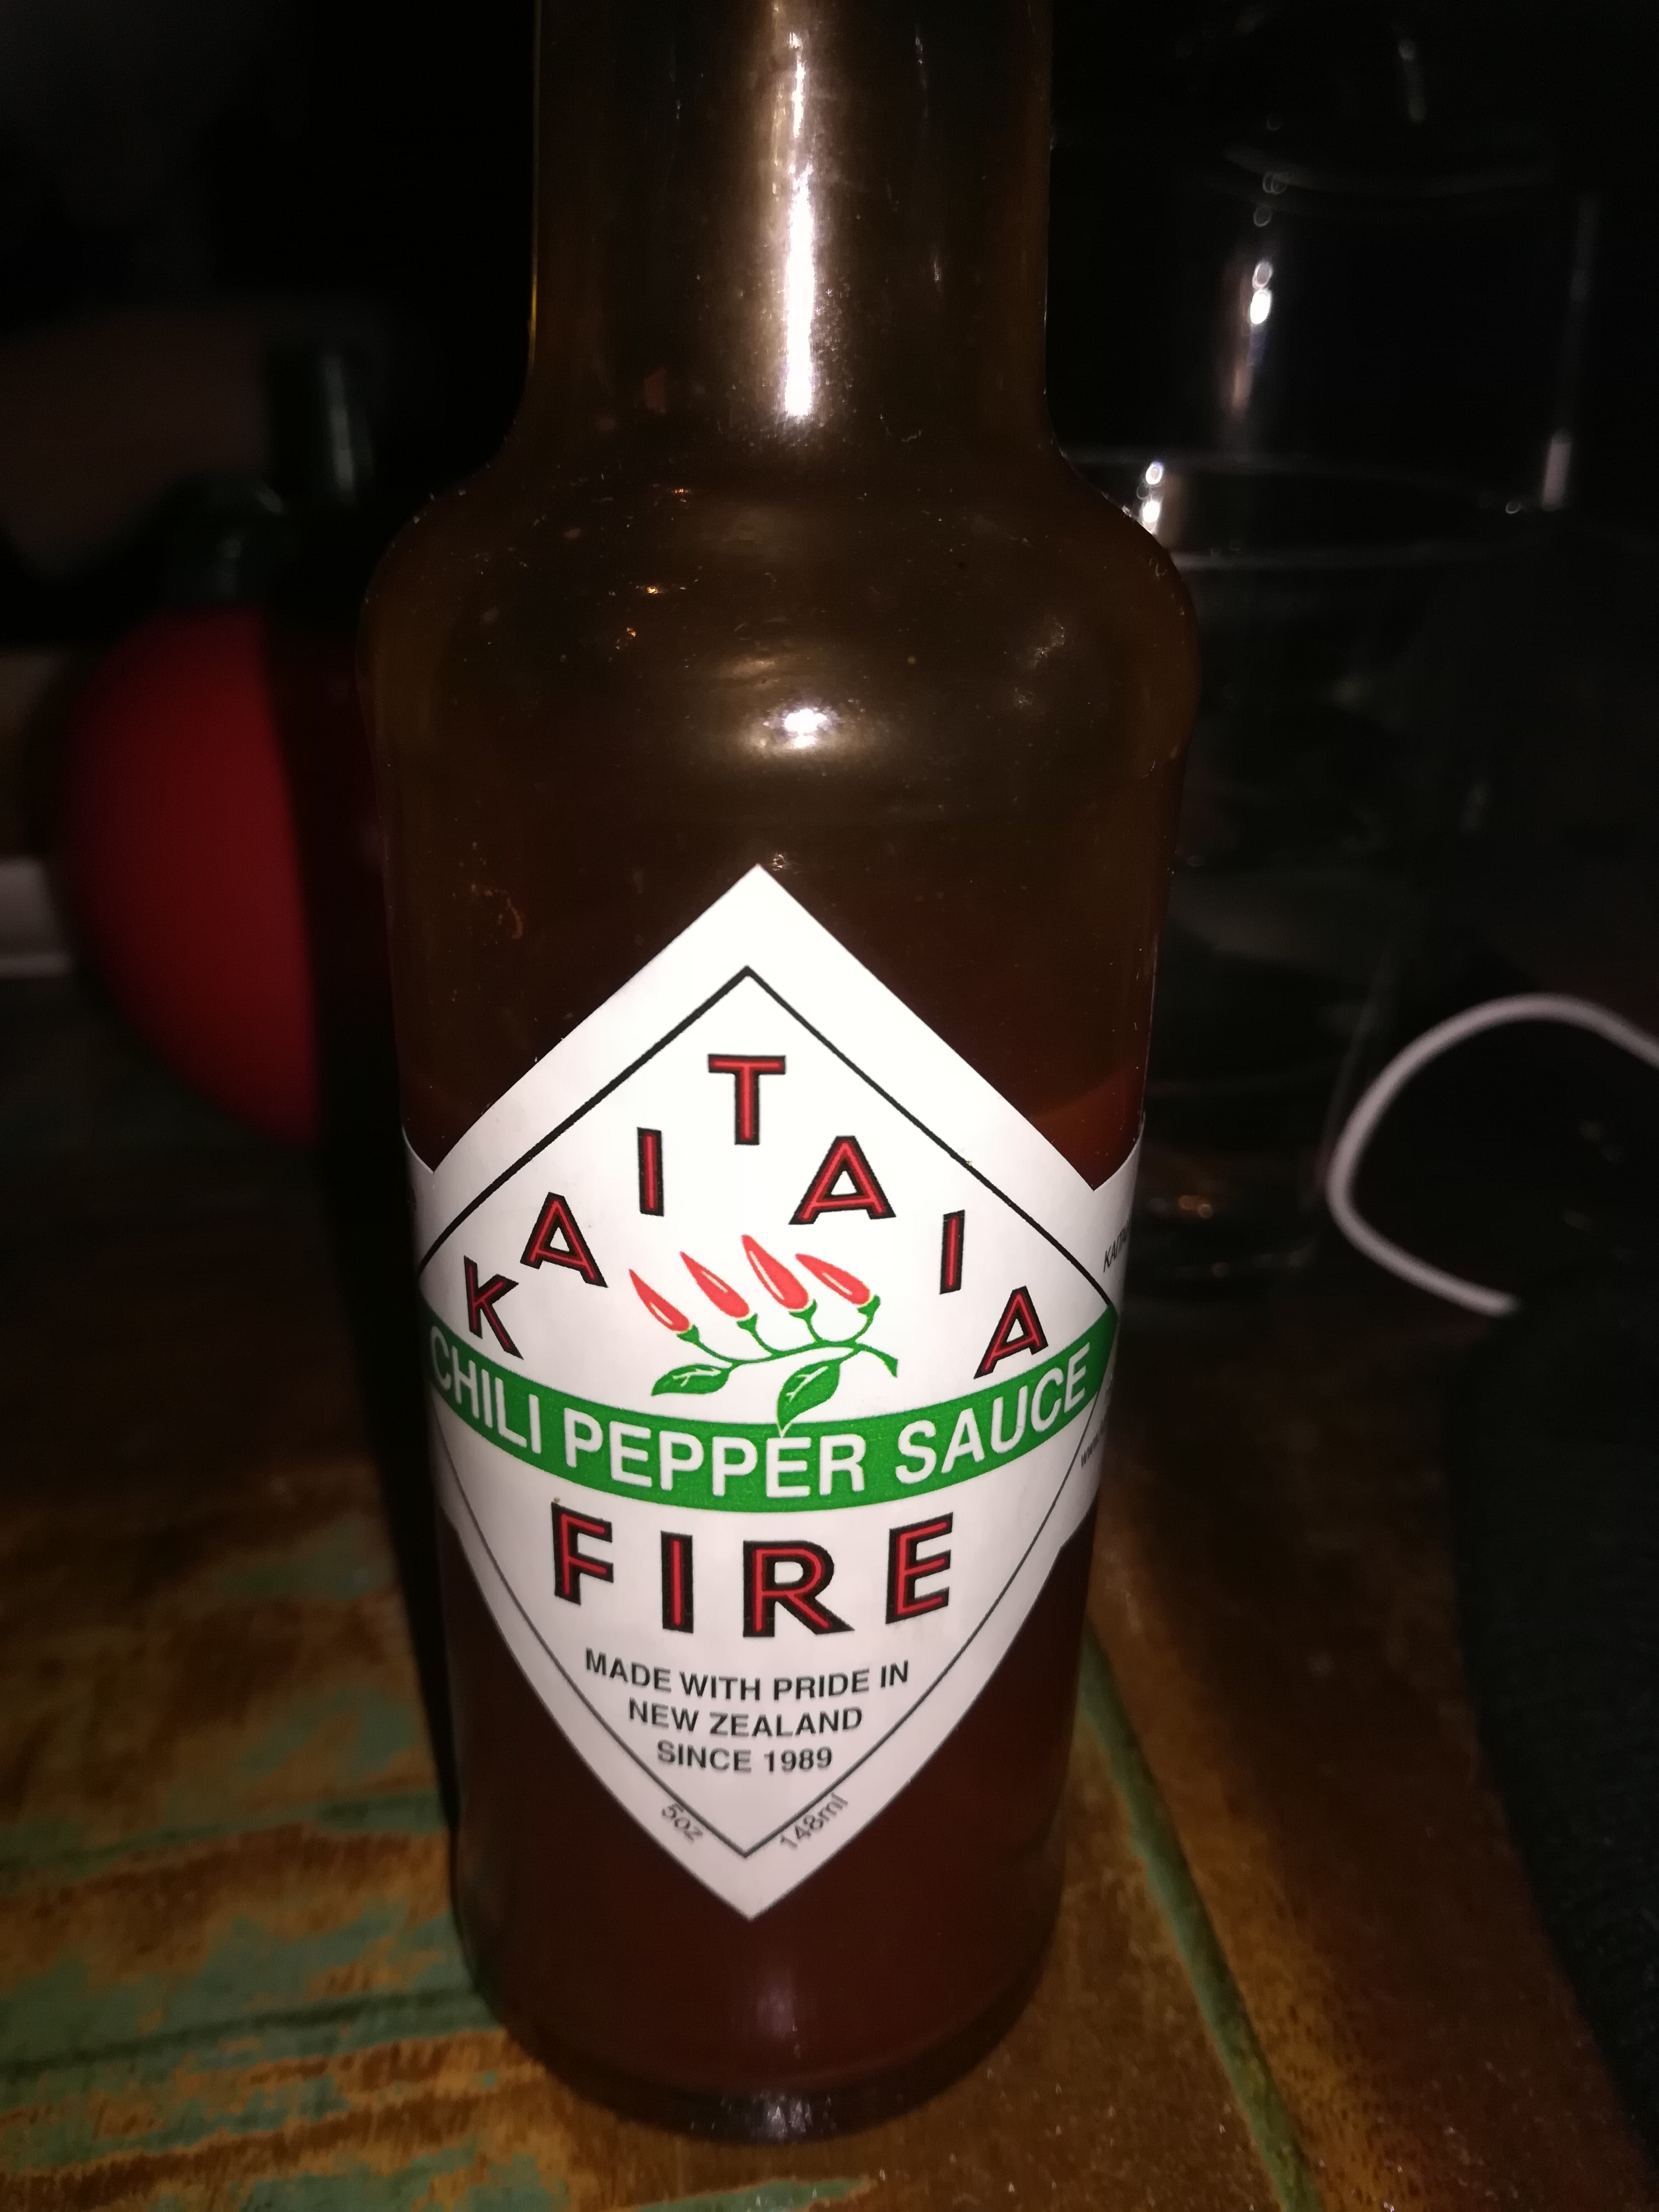 KAITAIA
CHILI PEPPER SAUCE
FIRE
MADE WITH PRIDE IN
NEW ZEALAND
SINCE 1989
5oz 148ml